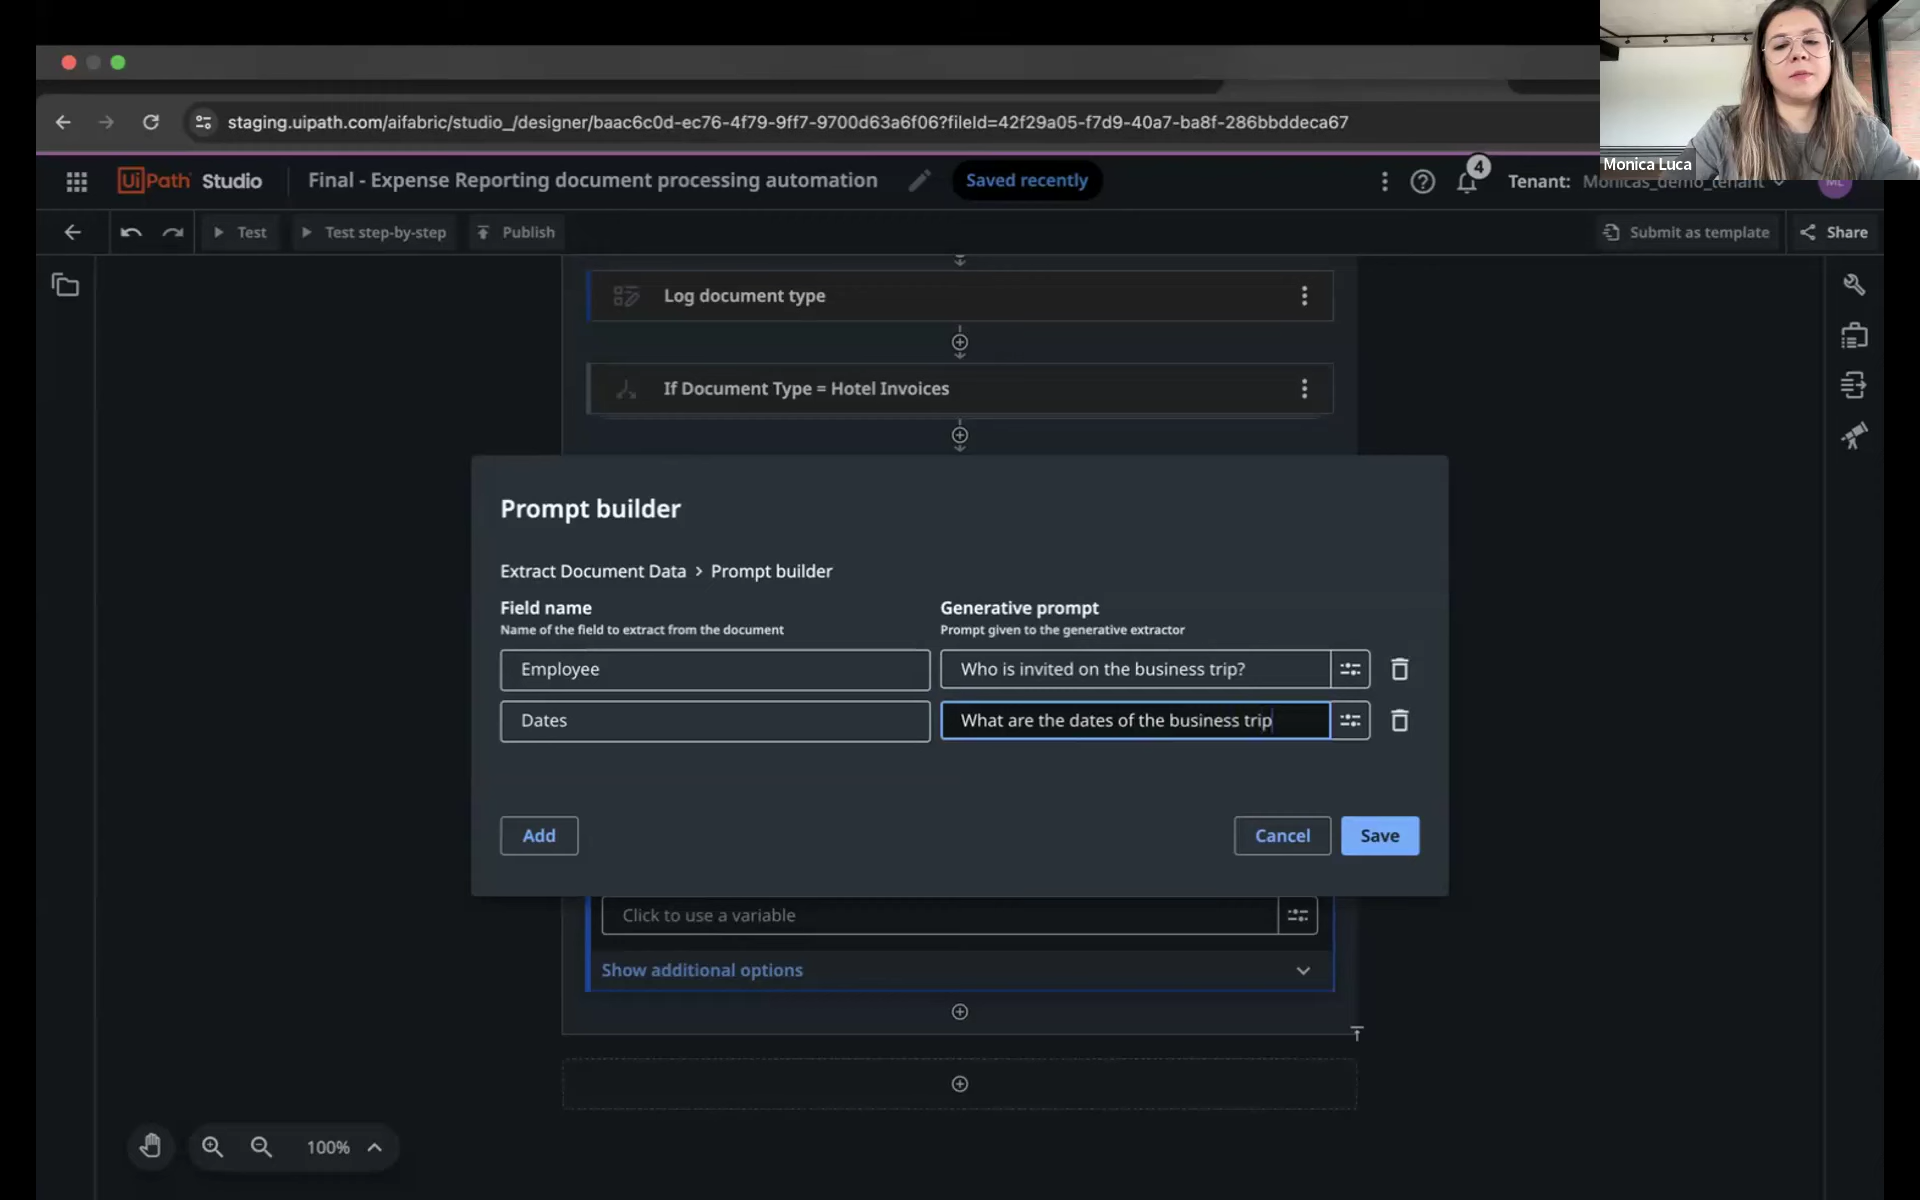 Monica Luca
staging.uipath.com/aifabric/studio_/designer/baac6c0d-ec76-4f79-9ff7-9700d63a6f06?fileId=42f29a05-f7d9-40a7-ba8f-286bbddeca67
UiPath Studio
Final - Expense Reporting document processing automation
Saved recently
4
Tenant: Monicas_demo_tenant
ML
Test
Test step-by-step
Publish
Submit as template
Share
Log document type
If Document Type = Hotel Invoices
Prompt builder
Extract Document Data > Prompt builder
Field name
Generative prompt
Name of the field to extract from the document
Prompt given to the generative extractor
Employee
Who is invited on the business trip?
Dates
What are the dates of the business trip
Add
Cancel
Save
Click to use a variable
Show additional options
100%